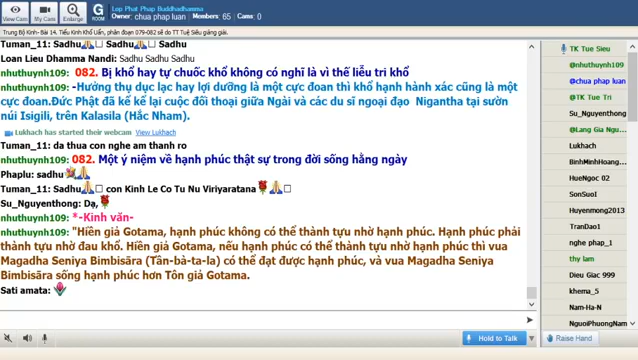 View Cam
My Cam
Enlarge
G
ROOM
Lop Phat Phap Buddhadhamma
Owner: chua phap luan  Members: 65  Cams: 0
Trung Bộ Kinh- Bài 14. Tiểu Kinh Khổ Uẩn, phân đoạn 079-082 sẽ do TT Tuệ Siêu giảng giải.
Tuman_11: Sadhu Sadhu Sadhu
Loan Lieu Dhamma Nandi: Sadhu Sadhu Sadhu
nhuthuynh109: 082. Bị khổ hay tự chuốc khổ không có nghĩa là vì thế liễu tri khổ
nhuthuynh109: -Hướng thụ dục lạc hay lợi dưỡng là một cực đoan thì khổ hạnh hành xác cũng là một
cực đoan.Đức Phật đã kể kể lại cuộc đối thoại giữa Ngài và các du sĩ ngoại đạo Nigantha tại sườn
núi Isigili, trên Kalasila (Hắc Nham).
Lukhach has started their webcam View Lukhach
Tuman_11: da thua con nghe am thanh ro
nhuthuynh109: 082. Một ý niệm về hạnh phúc thật sự trong đời sống hằng ngày
Phaplu: sadhu
Tuman_11: Sadhu con Kinh Le Co Tu Nu Viriyaratana
Su_Nguyenthong: Dạ,
nhuthuynh109: *-Kinh văn-
nhuthuynh109: "Hiền giả Gotama, hạnh phúc không có thể thành tựu nhờ hạnh phúc. Hạnh phúc phải
thành tựu nhờ đau khổ. Hiền giả Gotama, nếu hạnh phúc có thể thành tựu nhờ hạnh phúc thì vua
Magadha Seniya Bimbisāra (Tần-bà-ta-la) có thể đạt được hạnh phúc, và vua Magadha Seniya
Bimbisāra sống hạnh phúc hơn Tôn giả Gotama.
Sati amata:
Hold to Talk
TK Tue Sieu
@nhuthuynh109
@chua phap luan
@TK Tue Tri
Su_Nguyenthong
@Lang Gia Ngu...
Lukhach
BinhMinhHoang...
HueNgoc 02
SonSuoI
Huyenmong2013
TranDao1
nghe phap_1
thy lam
Dieu Giac 999
khema_5
Nam-Ha-N
NguoiPhuongNam
Raise Hand